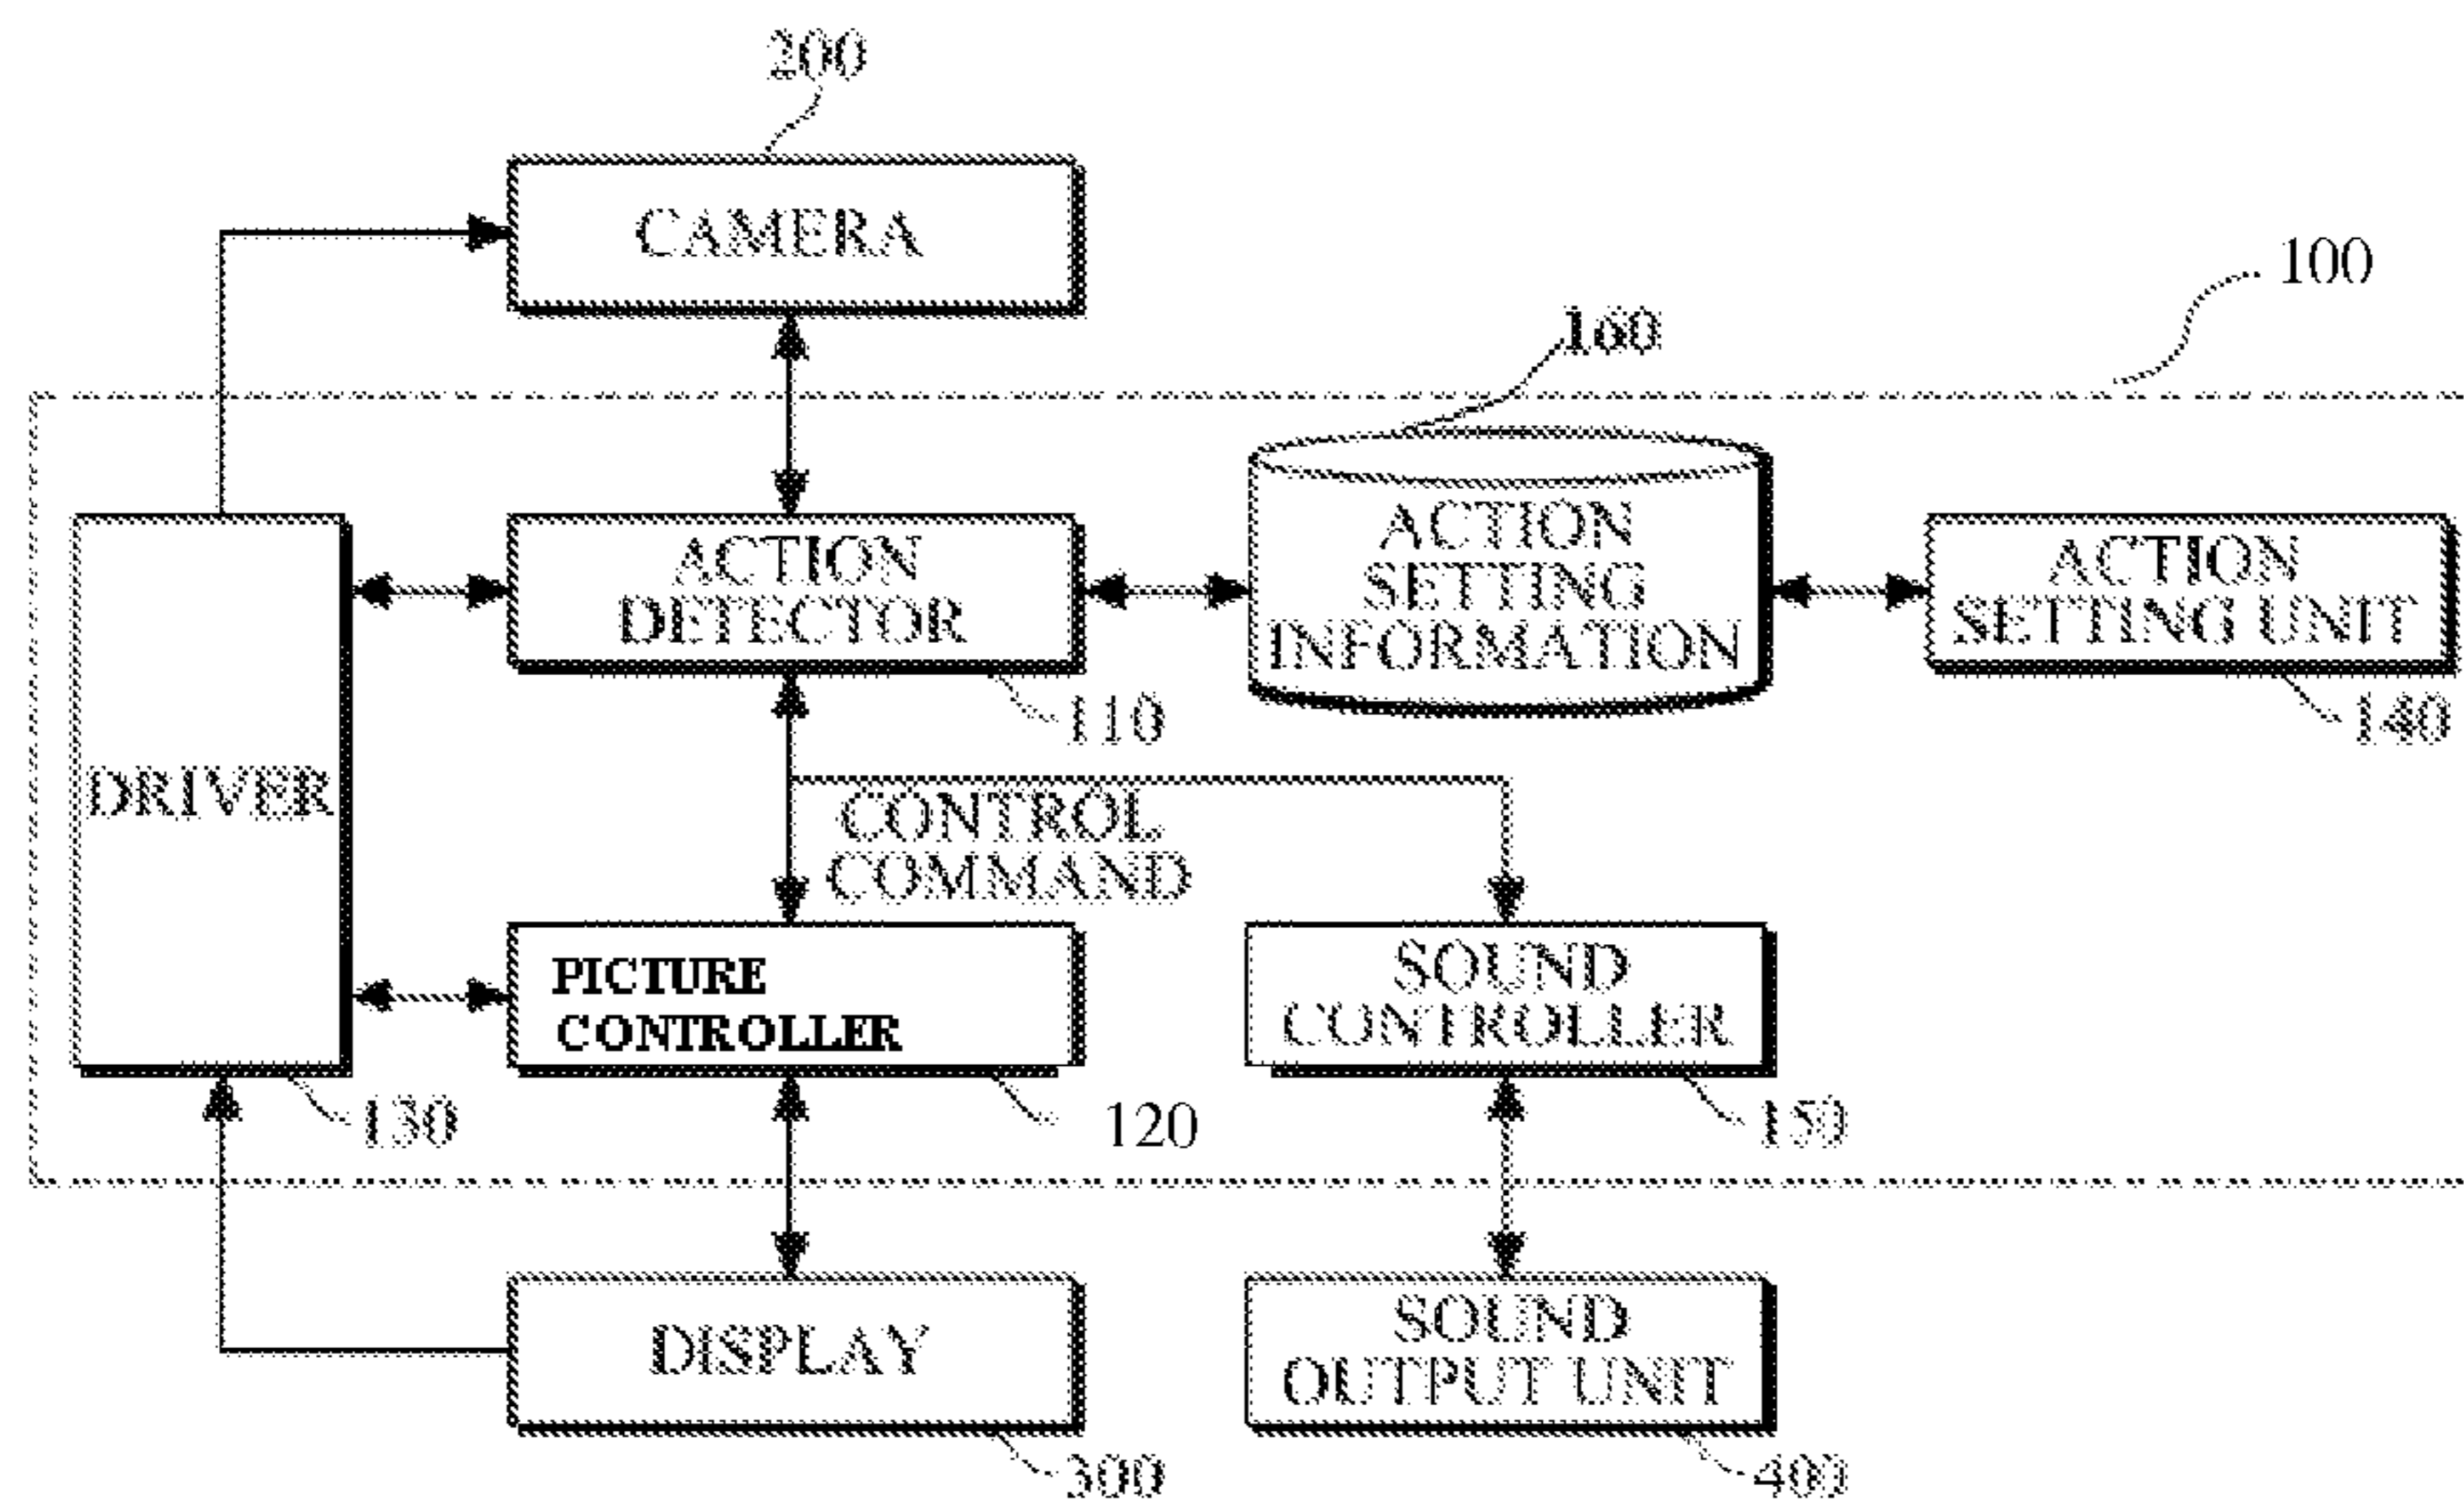 200
CAMERA
100
160
ACTION
SETTING
INFORMATION
ACTION
DETECTOR
ACTION
SETTING UNIT
110
140
DRIVER
CONTROL
COMMAND
PICTURE
CONTROLLER
SOUND
CONTROLLER
130
120
150
DISPLAY
SOUND
OUTPUT UNIT
300
400